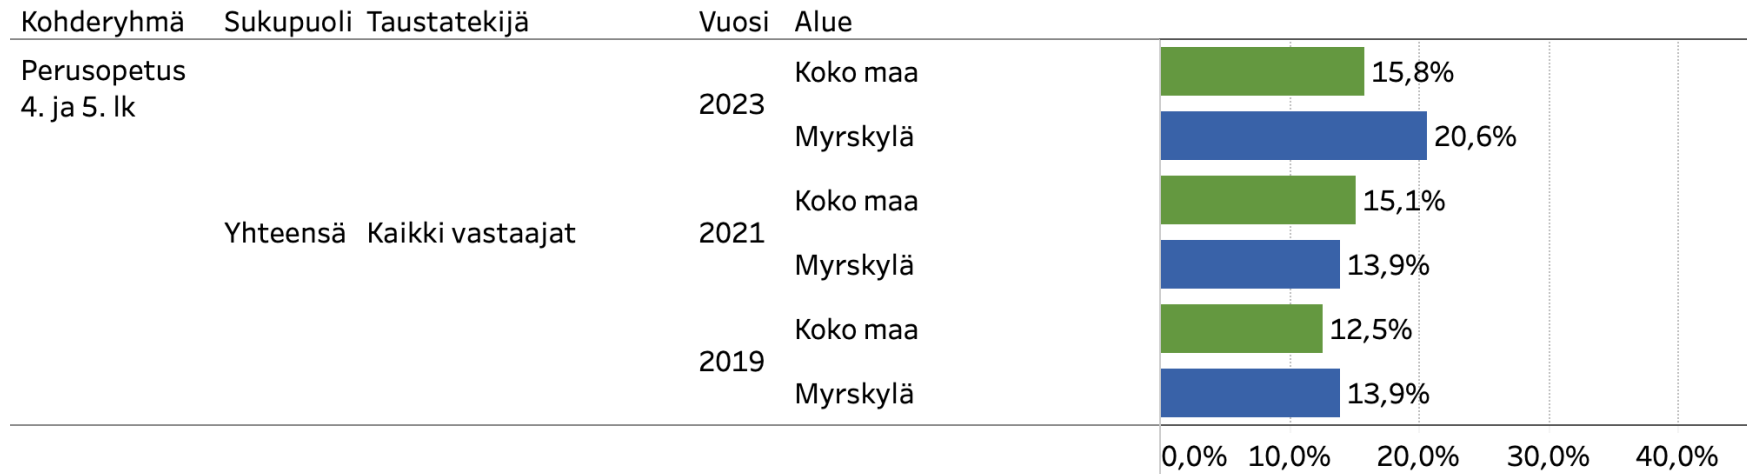 Kohderyhmä Sukupuoli Taustatekijä Vuosi Alue
Perusopetus
4. ja 5. lk
Yhteensä Kaikki vastaajat
2023
Koko maa 15,8%
Myrskylä 20,6%
2021
Koko maa 15,1%
Myrskylä 13,9%
2019
Koko maa 12,5%
Myrskylä 13,9%
0,0% 10,0% 20,0% 30,0% 40,0%